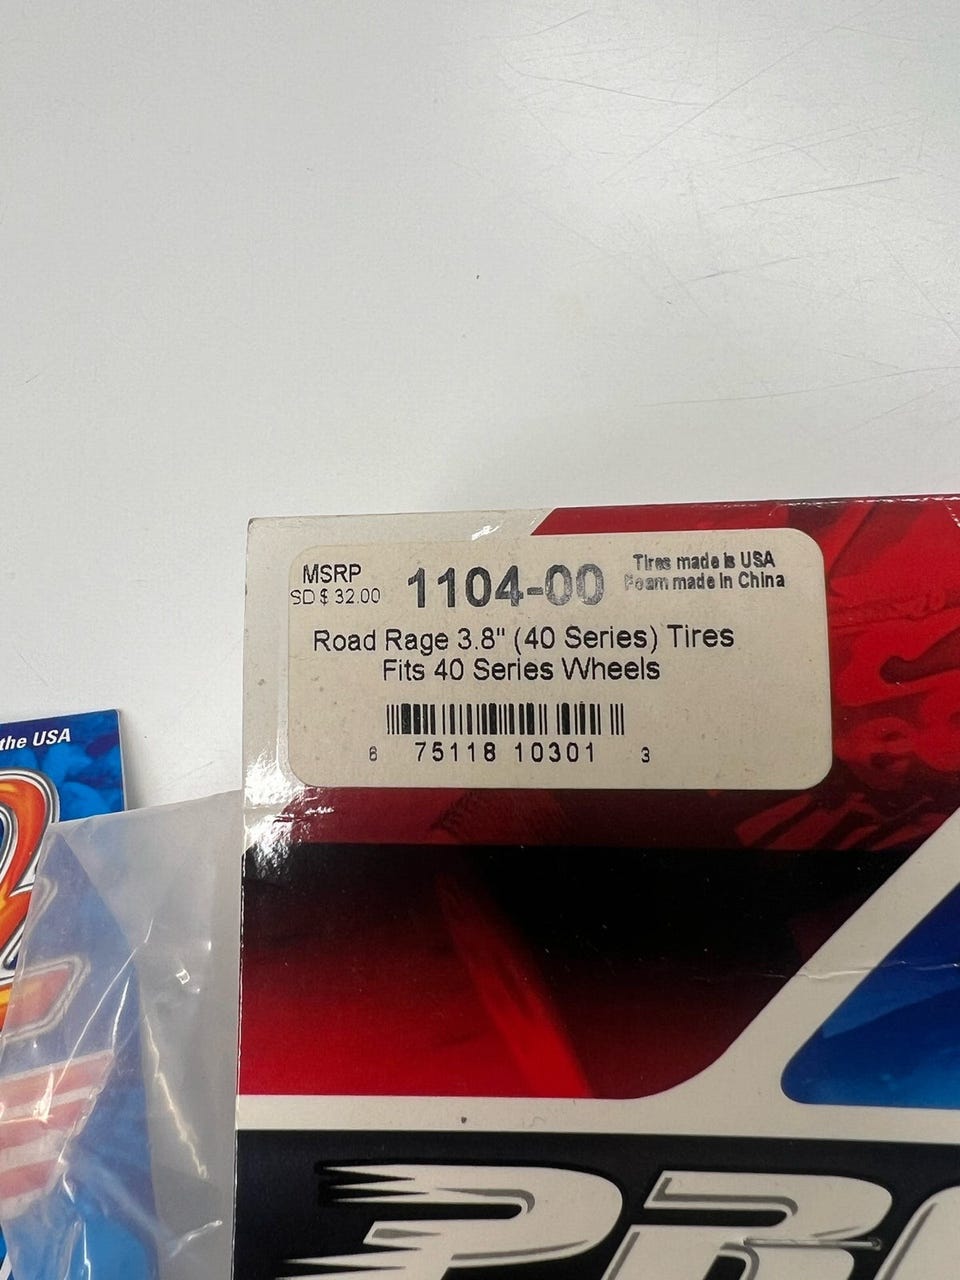 MSRP
SD $ 32.00
1104-00
Tires made is USA
Foam made in China
Road Rage 3.8" (40 Series) Tires
Fits 40 Series Wheels
6 75118 10301 3
the USA
PR